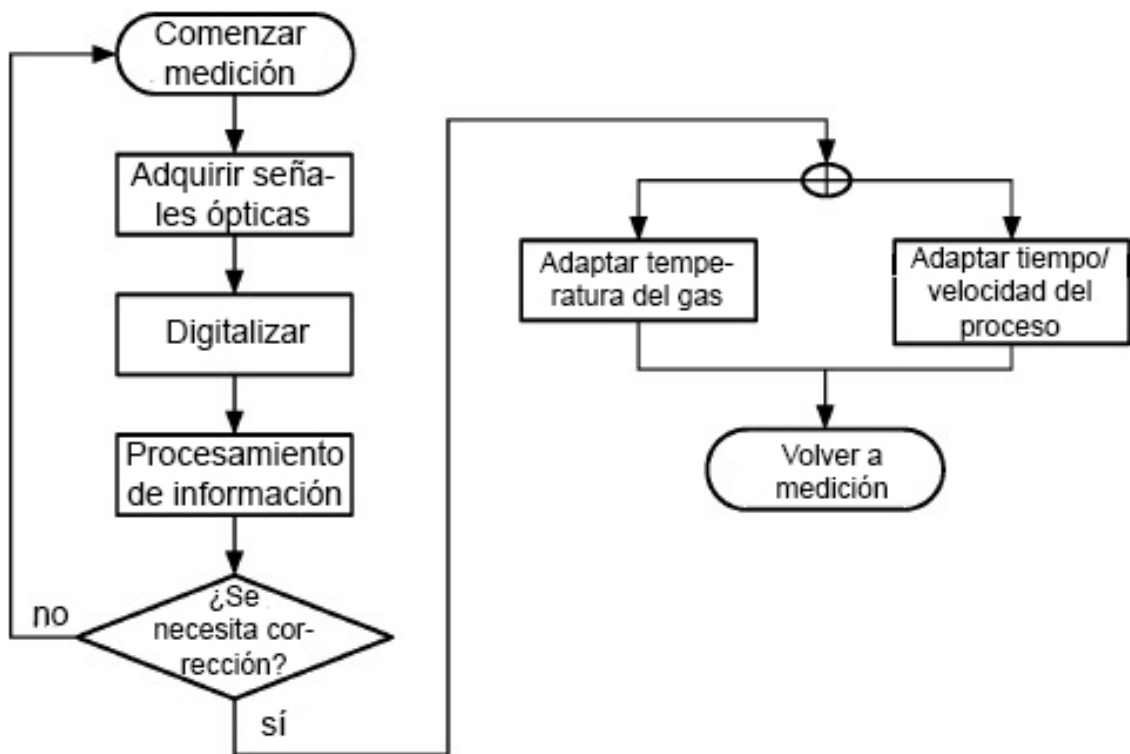 Comenzar
medición
Adquirir seña-
les ópticas
Digitalizar
Procesamiento
de información
¿Se
necesita cor-
rección?
no
sí
Adaptar tempe-
ratura del gas
Adaptar tiempo/
velocidad del
proceso
Volver a
medición